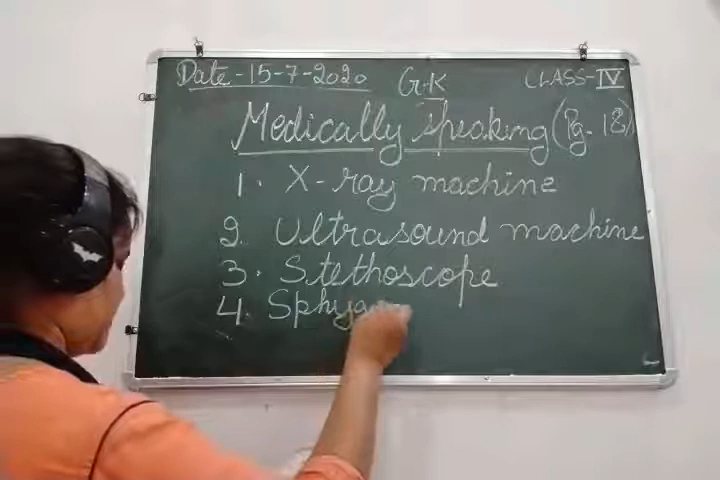 Date-15-7-2020 G.K CLASS-IV
Medically Speaking (Pg. 18)
1. X-ray machine
2. Ultrasound machine
3. Stethoscope
4. Sphyg